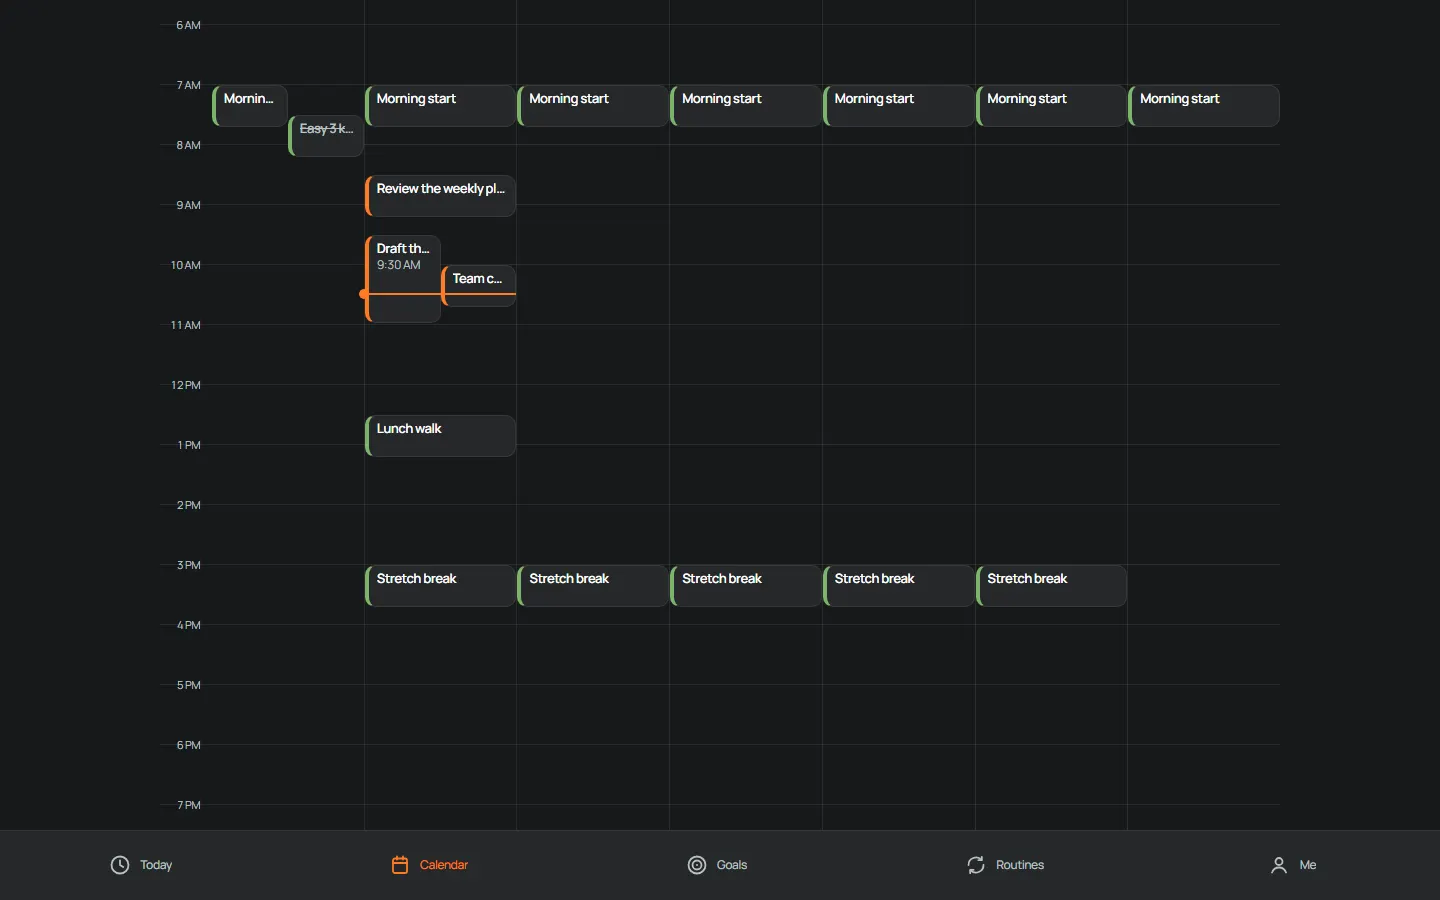 6 AM
7 AM
Mornin...
Morning start
Morning start
Morning start
Morning start
Morning start
Morning start
Easy 3 k...
8 AM
Review the weekly pl...
9 AM
Draft th...
9:30 AM
10 AM
Team c...
11 AM
12 PM
Lunch walk
1 PM
2 PM
3 PM
Stretch break
Stretch break
Stretch break
Stretch break
Stretch break
4 PM
5 PM
6 PM
7 PM
Today
Calendar
Goals
Routines
Me